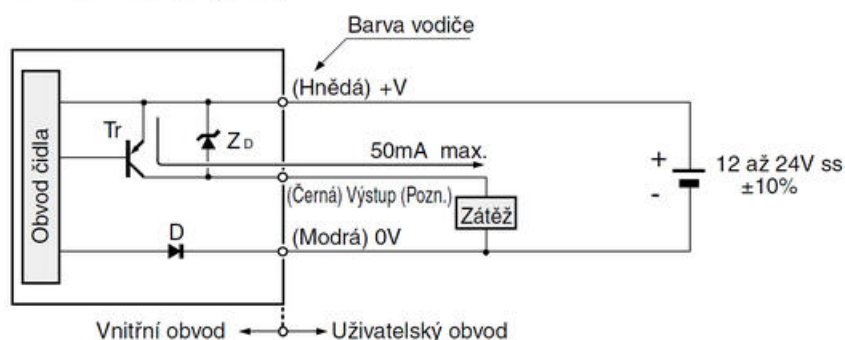 Barva vodiče
(Hnědá) +V
Tr
ZD
50mA max.
Obvod čidla
+
-
12 až 24V ss
±10%
(Černá) Výstup (Pozn.)
Zátěž
D
(Modrá) 0V
Vnitřní obvod
Uživatelský obvod